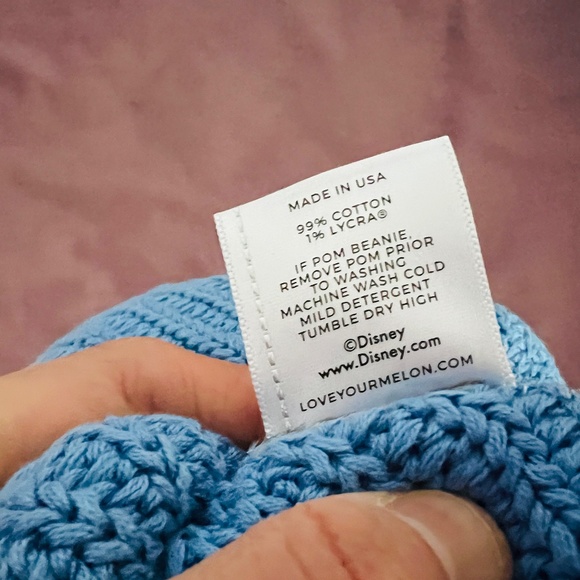 MADE IN USA
99% COTTON
1% LYCRA®
IF POM BEANIE,
REMOVE POM PRIOR
TO WASHING
MACHINE WASH COLD
MILD DETERGENT
TUMBLE DRY HIGH
©Disney
www.Disney.com
LOVEYOURMELON.COM